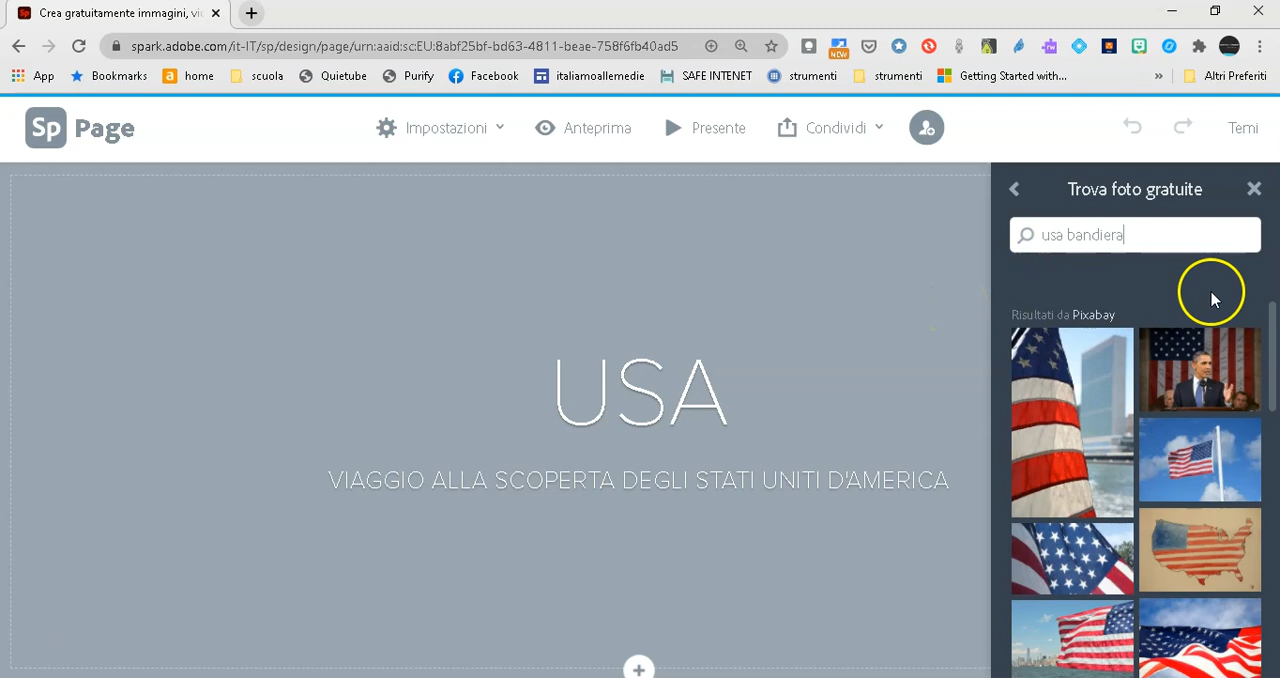 Sp Crea gratuitamente immagini, vi
spark.adobe.com/it-IT/sp/design/page/urn:aaid:sc:EU:8abf25bf-bd63-4811-beae-758f6fb40ad5
NEW
rw
App Bookmarks a home scuola Quietube Purify Facebook italiamoallemedie SAFE INTENET strumenti strumenti Getting Started with... » Altri Preferiti
Sp Page Impostazioni Anteprima Presente Condividi Temi
Trova foto gratuite
usa bandiera
Risultati da Pixabay
USA
VIAGGIO ALLA SCOPERTA DEGLI STATI UNITI D'AMERICA